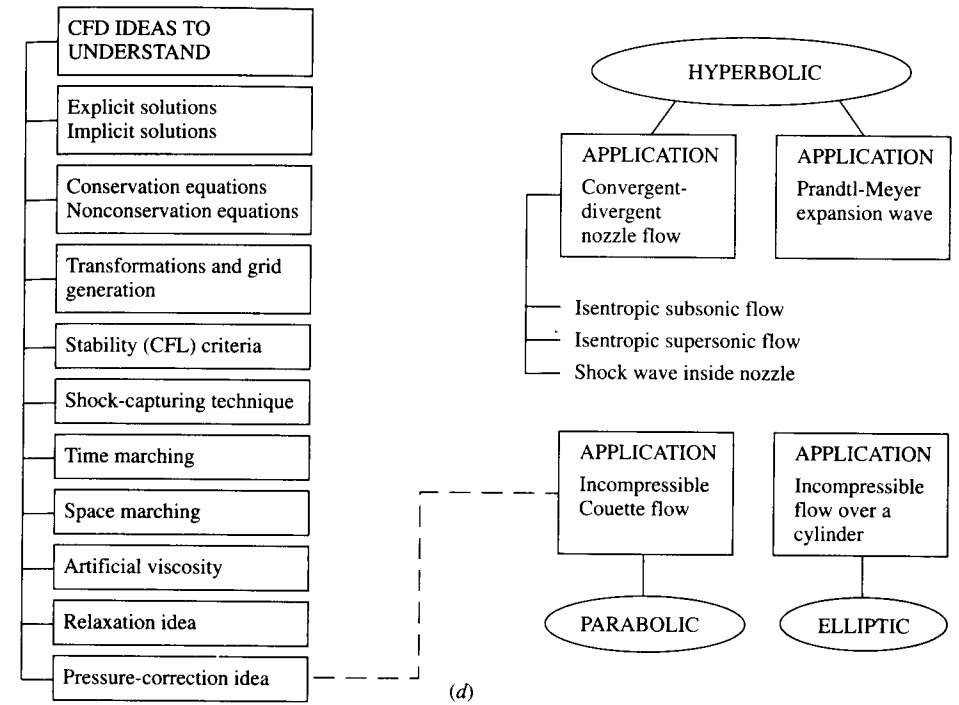 CFD IDEAS TO
UNDERSTAND
Explicit solutions
Implicit solutions
Conservation equations
Nonconservation equations
Transformations and grid
generation
Stability (CFL) criteria
Shock-capturing technique
Time marching
Space marching
Artificial viscosity
Relaxation idea
Pressure-correction idea
HYPERBOLIC
APPLICATION
Convergent-
divergent
nozzle flow
APPLICATION
Prandtl-Meyer
expansion wave
Isentropic subsonic flow
Isentropic supersonic flow
Shock wave inside nozzle
APPLICATION
Incompressible
Couette flow
APPLICATION
Incompressible
flow over a
cylinder
PARABOLIC
ELLIPTIC
(d)